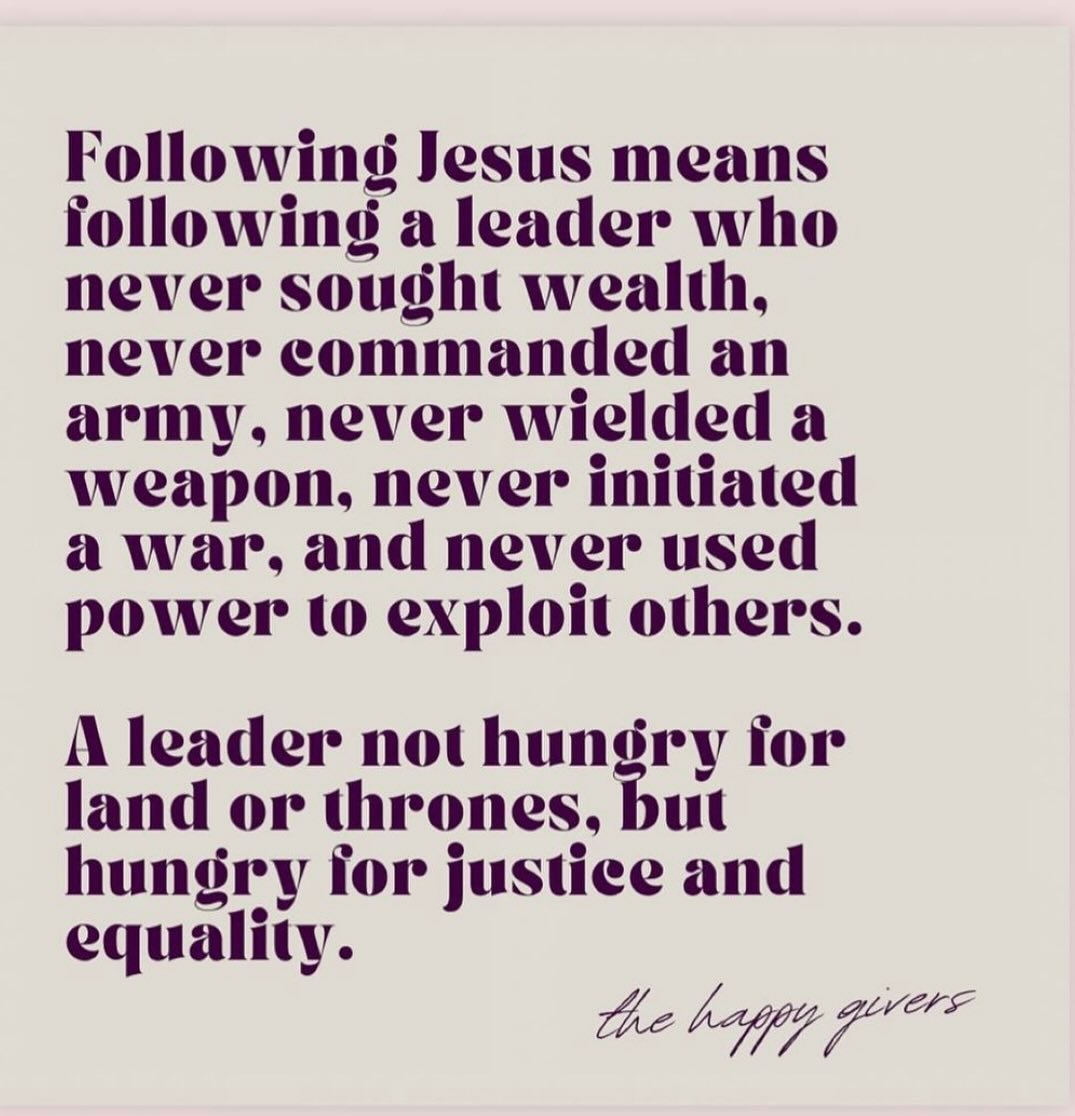 Following Jesus means
following a leader who
never sought wealth,
never commanded an
army, never wielded a
weapon, never initiated
a war, and never used
power to exploit others.
A leader not hungry for
land or thrones, but
hungry for justice and
equality.
the happy givers